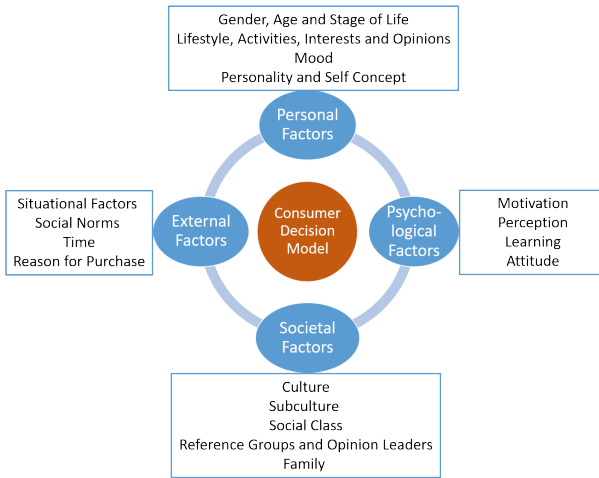 Gender, Age and Stage of Life
Lifestyle, Activities, Interests and Opinions
Mood
Personality and Self Concept
Personal
Factors
Situational Factors
Social Norms
Time
Reason for Purchase
External
Factors
Consumer
Decision
Model
Psycho-
logical
Factors
Motivation
Perception
Learning
Attitude
Societal
Factors
Culture
Subculture
Social Class
Reference Groups and Opinion Leaders
Family